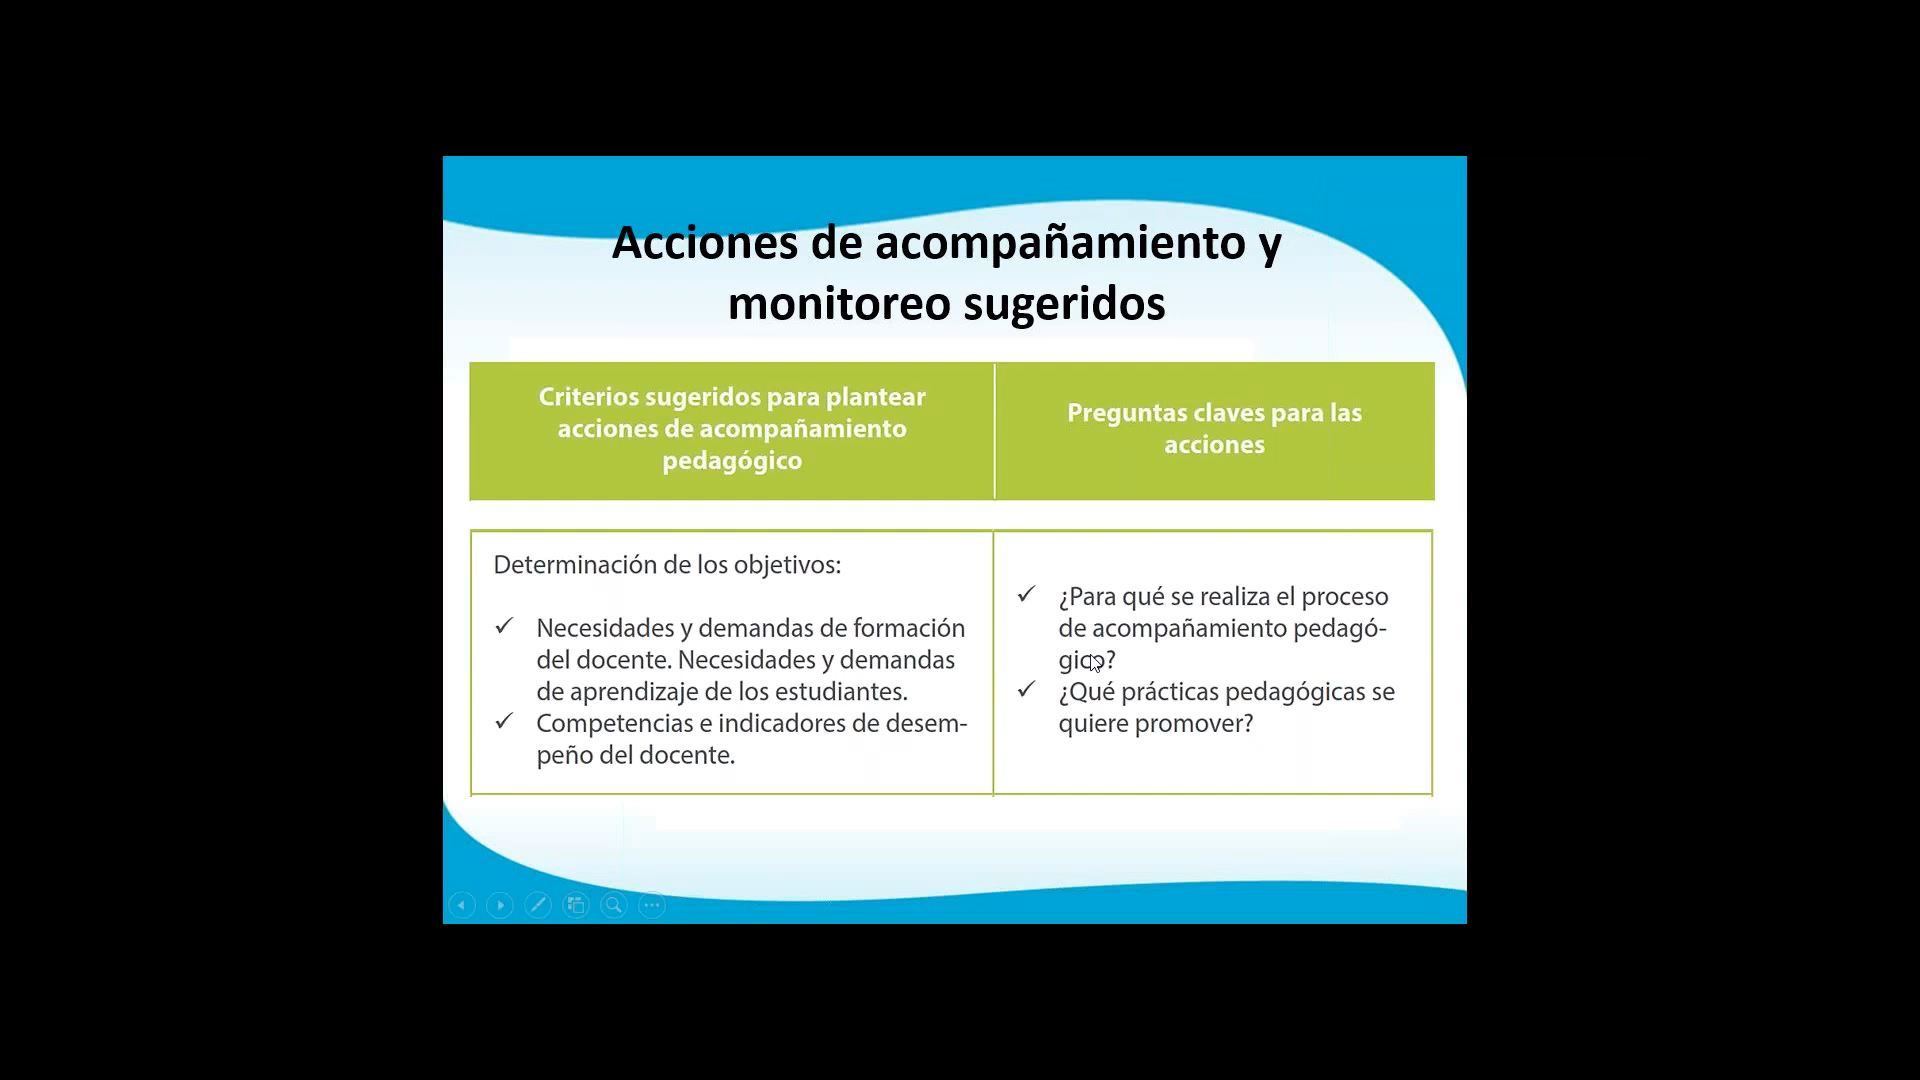 Acciones de acompañamiento y
monitoreo sugeridos
Criterios sugeridos para plantear
acciones de acompañamiento
pedagógico
Preguntas claves para las
acciones
Determinación de los objetivos:
✓ Necesidades y demandas de formación
del docente. Necesidades y demandas
de aprendizaje de los estudiantes.
✓ Competencias e indicadores de desem-
peño del docente.
✓ ¿Para qué se realiza el proceso
de acompañamiento pedagó-
gico?
✓ ¿Qué prácticas pedagógicas se
quiere promover?